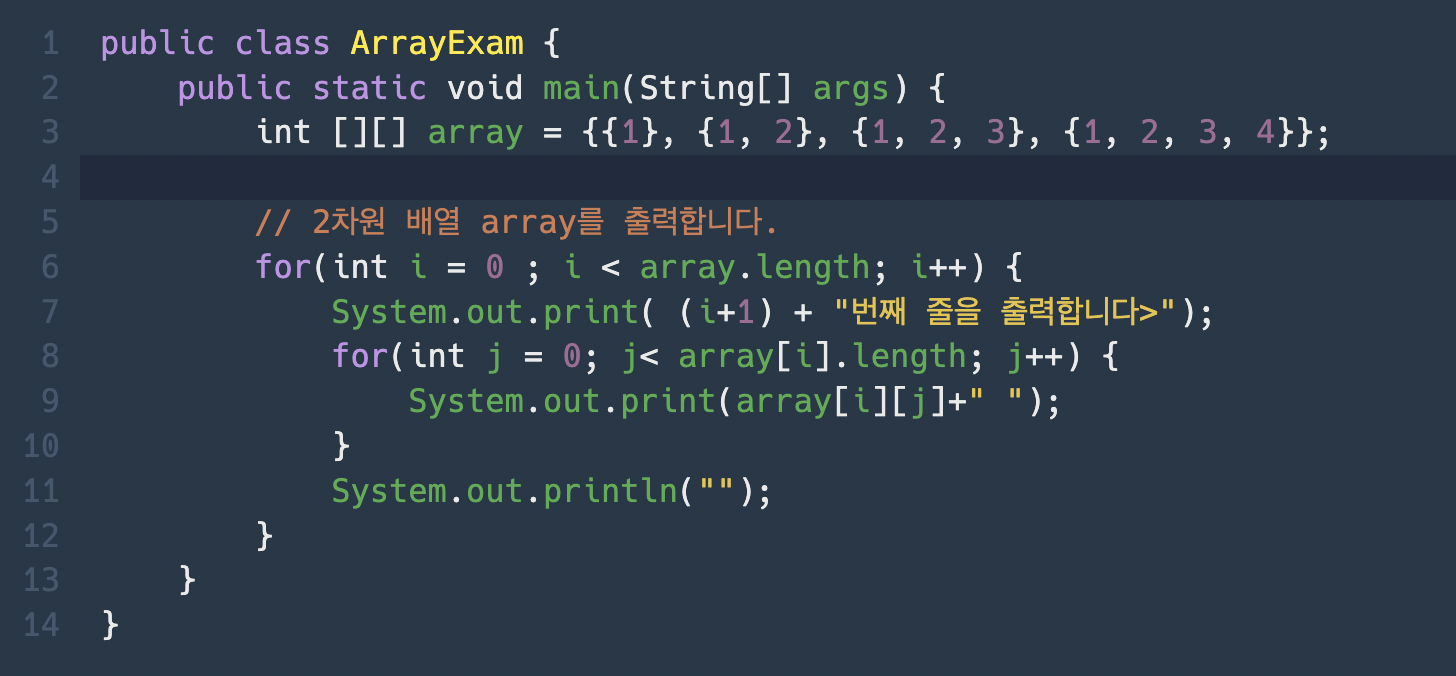 1 public class ArrayExam {
2     public static void main(String[] args) {
3         int [][] array = {{1}, {1, 2}, {1, 2, 3}, {1, 2, 3, 4}};
4
5         // 2차원 배열 array를 출력합니다.
6         for(int i = 0 ; i < array.length; i++) {
7             System.out.print( (i+1) + "번째 줄을 출력합니다>");
8             for(int j = 0; j< array[i].length; j++) {
9                 System.out.print(array[i][j]+" ");
10             }
11             System.out.println("");
12         }
13     }
14 }